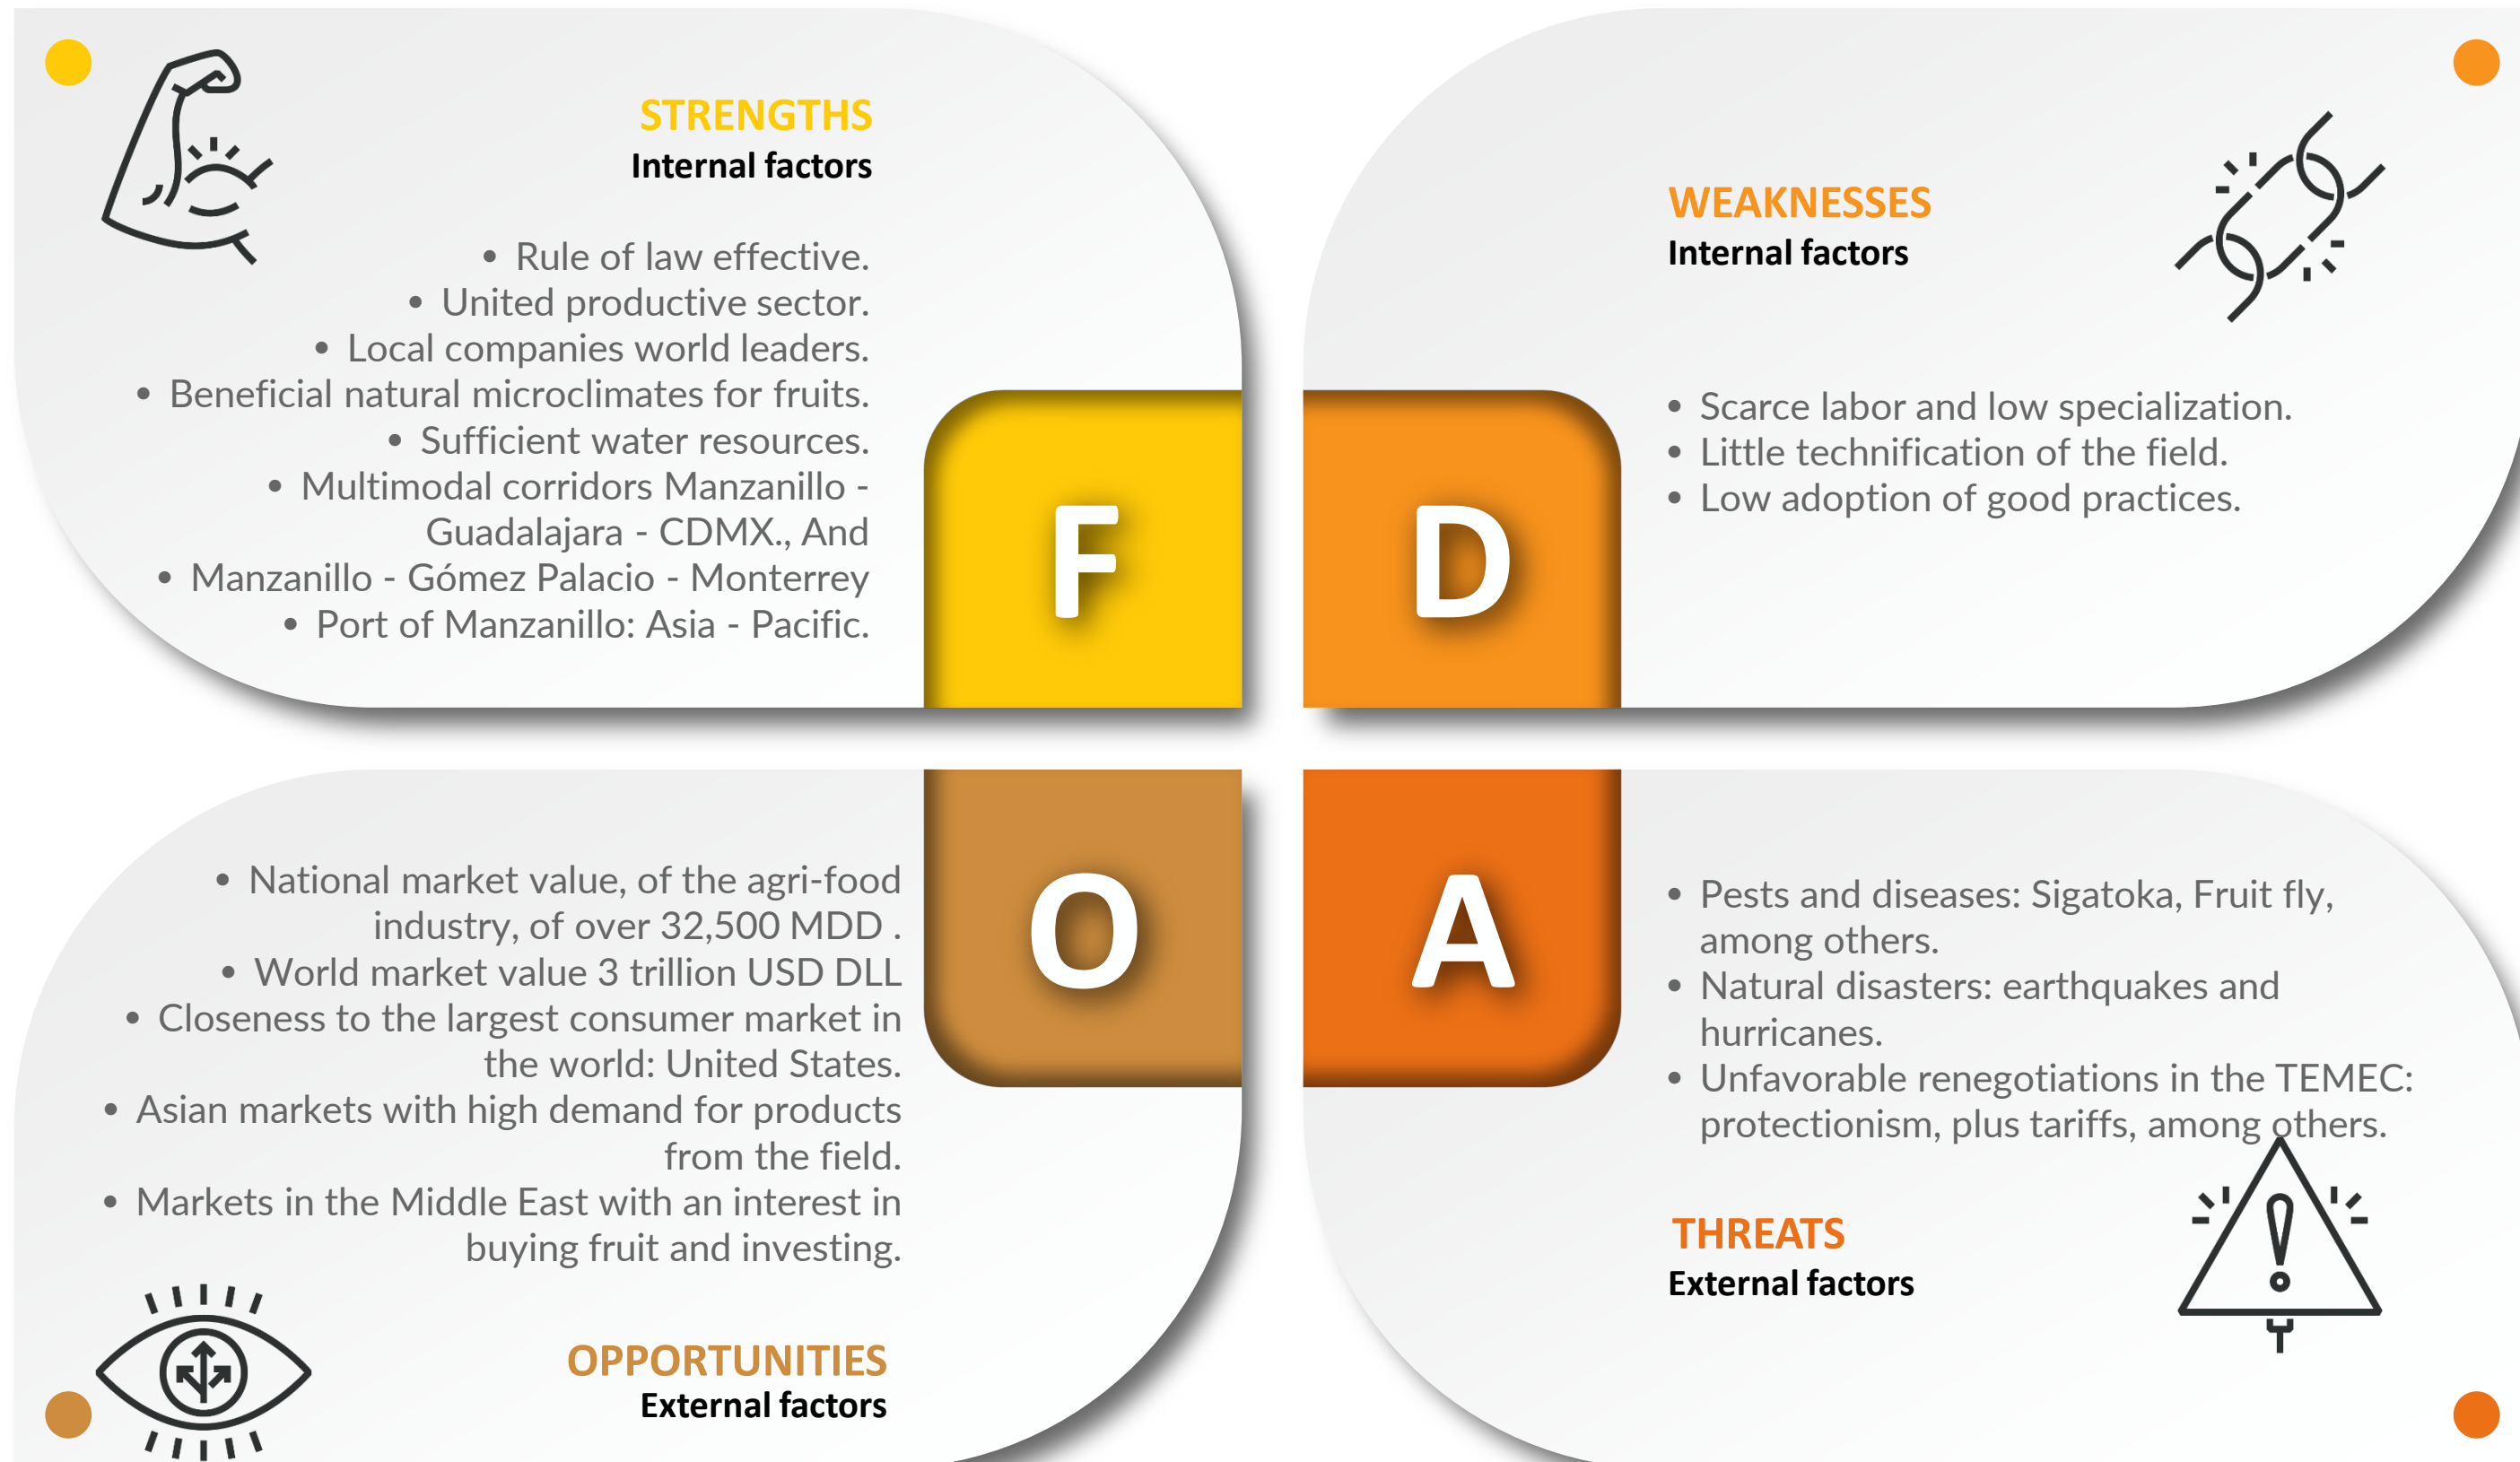 STRENGTHS
Internal factors
• Rule of law effective.
• United productive sector.
• Local companies world leaders.
• Beneficial natural microclimates for fruits.
• Sufficient water resources.
• Multimodal corridors Manzanillo -
Guadalajara - CDMX., And
• Manzanillo - Gómez Palacio - Monterrey
• Port of Manzanillo: Asia - Pacific.
F
WEAKNESSES
Internal factors
• Scarce labor and low specialization.
• Little technification of the field.
• Low adoption of good practices.
D
• National market value, of the agri-food
industry, of over 32,500 MDD .
• World market value 3 trillion USD DLL
• Closeness to the largest consumer market in
the world: United States.
• Asian markets with high demand for products
from the field.
• Markets in the Middle East with an interest in
buying fruit and investing.
OPPORTUNITIES
External factors
O
A
• Pests and diseases: Sigatoka, Fruit fly,
among others.
• Natural disasters: earthquakes and
hurricanes.
• Unfavorable renegotiations in the TEMEC:
protectionism, plus tariffs, among others.
THREATS
External factors